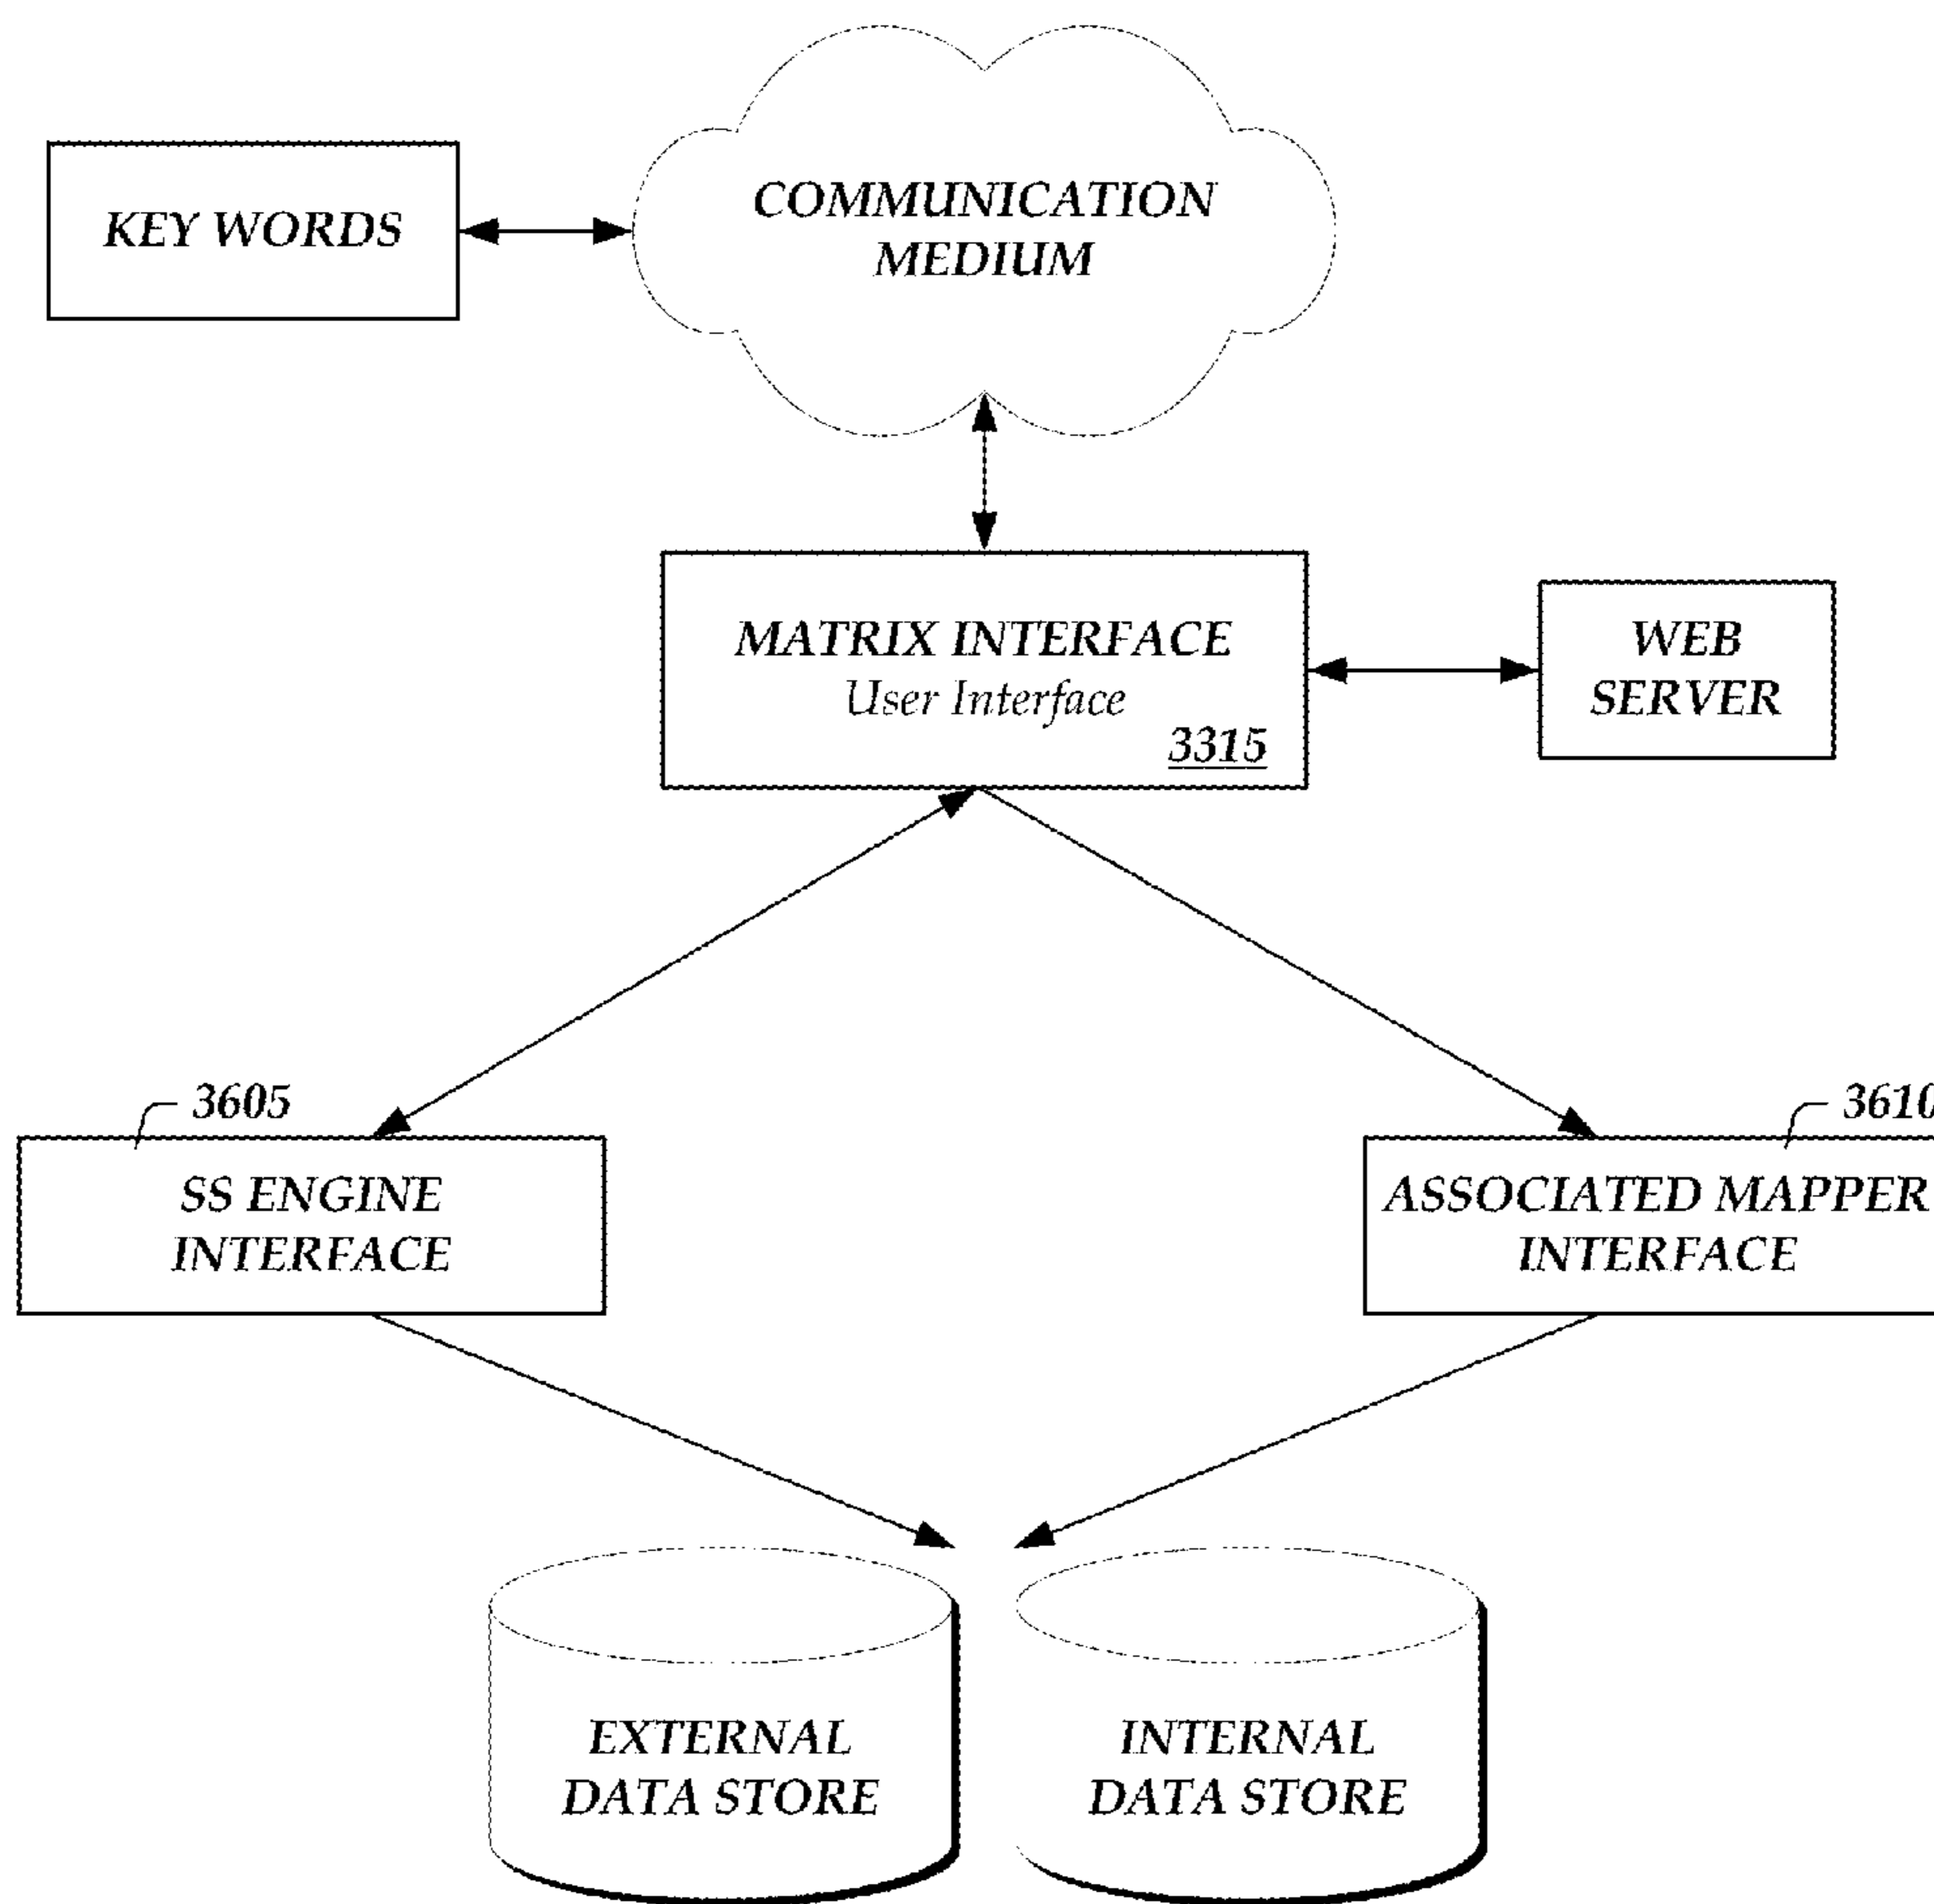 KEY WORDS
COMMUNICATION
MEDIUM
MATRIX INTERFACE
User Interface
3315
WEB
SERVER
3605
SS ENGINE
INTERFACE
3610
ASSOCIATED MAPPER
INTERFACE
EXTERNAL
DATA STORE
INTERNAL
DATA STORE